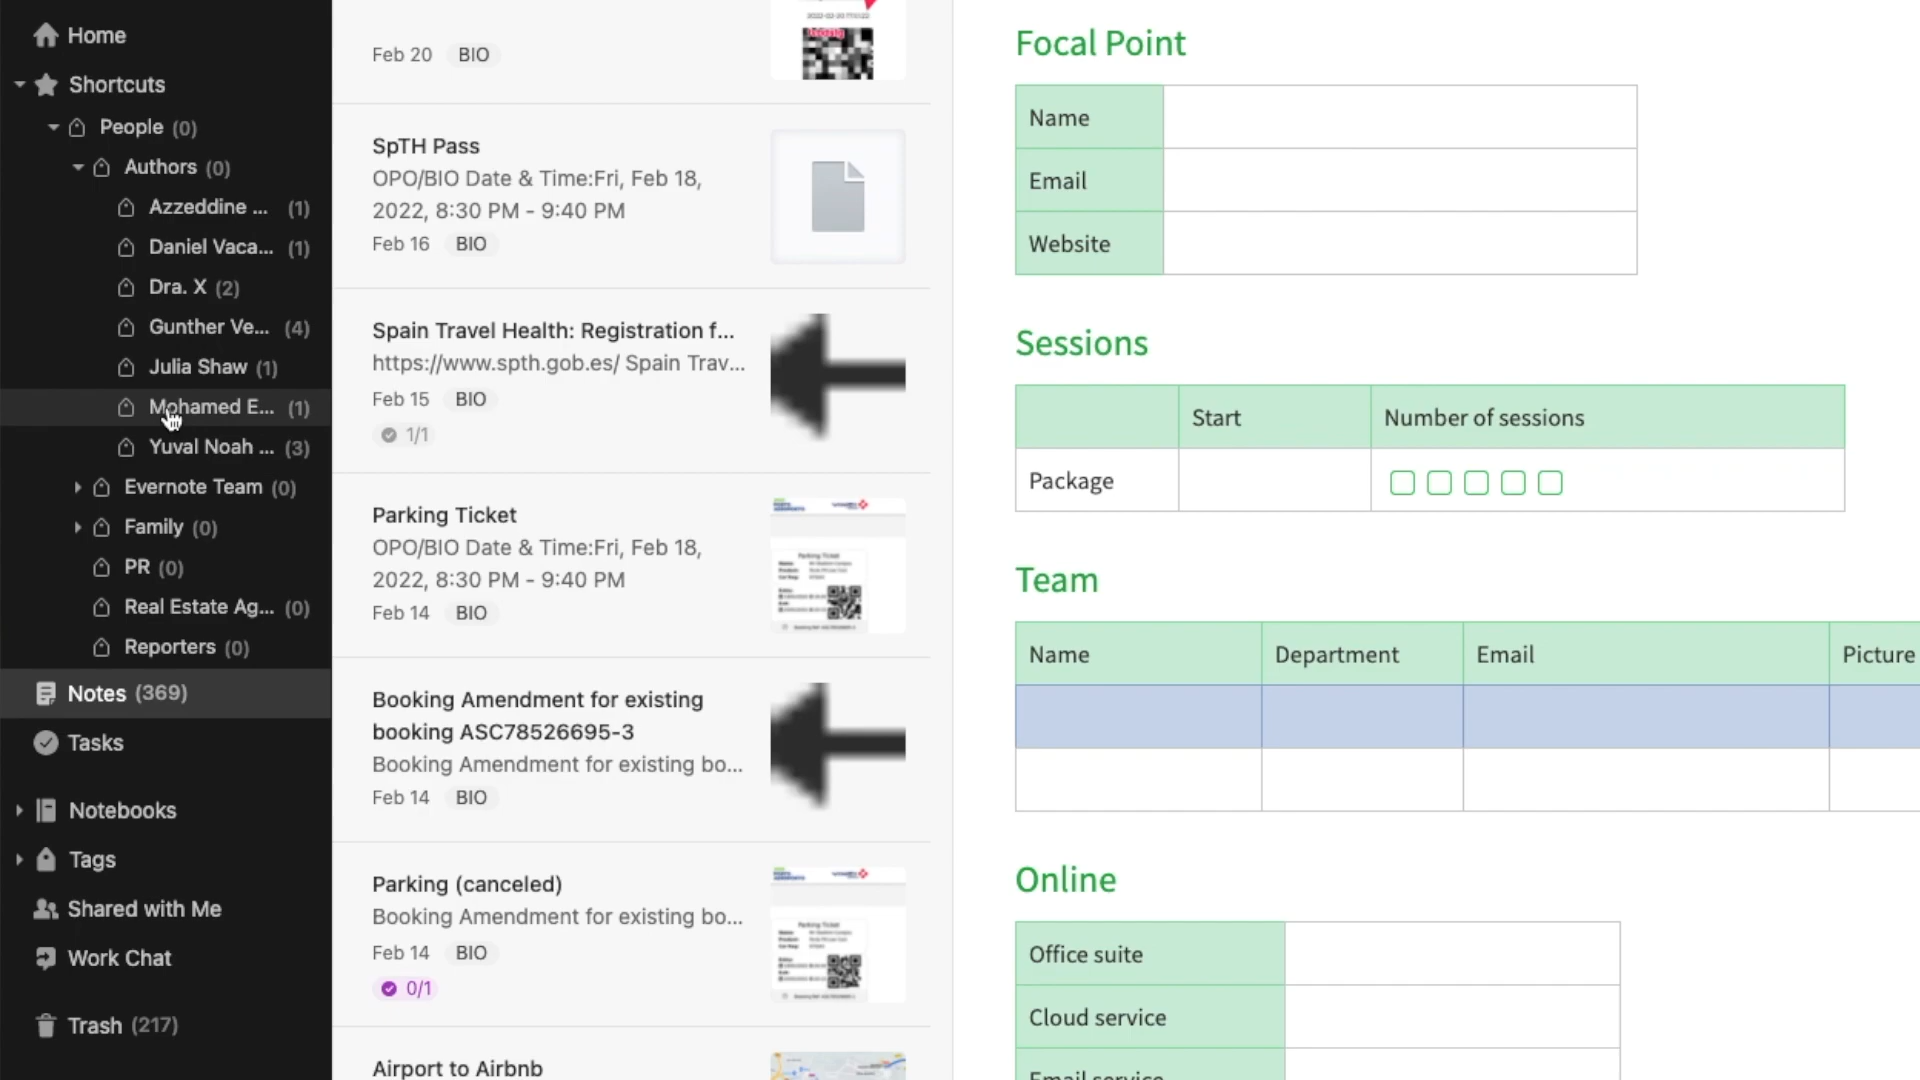 Home
Shortcuts
People (0)
Authors (0)
Azzeddine ... (1)
Daniel Vaca... (1)
Dra. X (2)
Gunther Ve... (4)
Julia Shaw (1)
Mohamed E... (1)
Yuval Noah ... (3)
Evernote Team (0)
Family (0)
PR (0)
Real Estate Ag... (0)
Reporters (0)
Notes (369)
Tasks
Notebooks
Tags
Shared with Me
Work Chat
Trash (217)
Feb 20 BIO
SpTH Pass
OPO/BIO Date & Time:Fri, Feb 18,
2022, 8:30 PM - 9:40 PM
Feb 16 BIO
Spain Travel Health: Registration f...
https://www.spth.gob.es/ Spain Trav...
Feb 15 BIO
1/1
Parking Ticket
OPO/BIO Date & Time:Fri, Feb 18,
2022, 8:30 PM - 9:40 PM
Feb 14 BIO
Booking Amendment for existing
booking ASC78526695-3
Booking Amendment for existing bo...
Feb 14 BIO
Parking (canceled)
Booking Amendment for existing bo...
Feb 14 BIO
0/1
Airport to Airbnb
Parking Ticket
Parking Ticket
Focal Point
Name
Email
Website
Sessions
Start Number of sessions
Package
Team
Name Department Email Picture
Online
Office suite
Cloud service
Email service